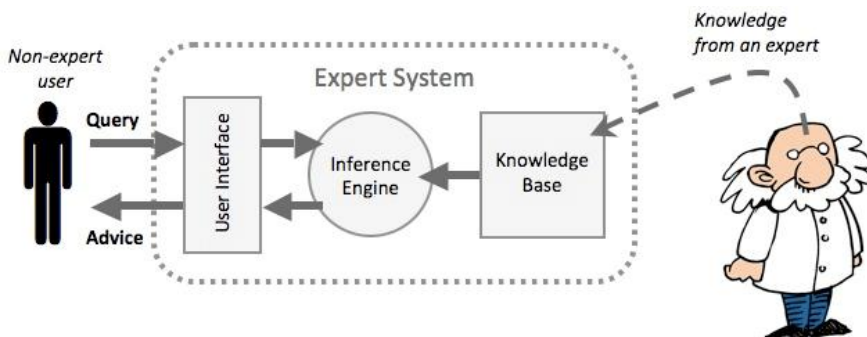 Non-expert
user
Query
Advice
Expert System
User Interface
Inference
Engine
Knowledge
Base
Knowledge
from an expert